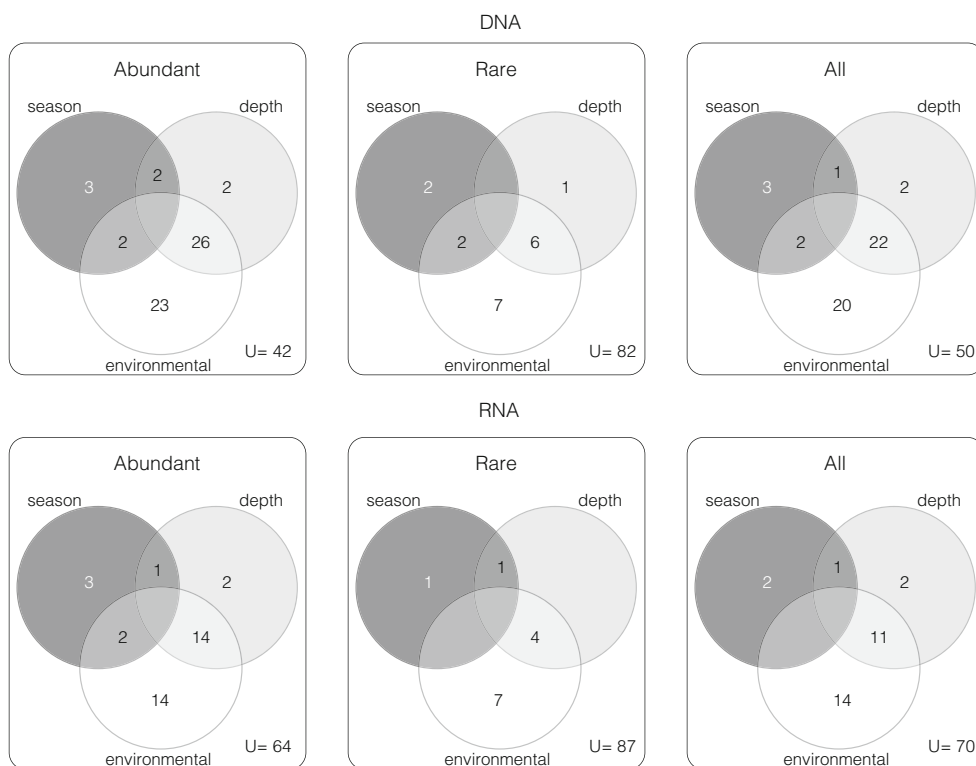 DNA
Abundant
season
depth
3
2
2
2
26
23
environmental
U= 42
Rare
season
depth
2
1
2
6
7
environmental
U= 82
All
season
depth
3
1
2
2
22
20
environmental
U= 50
RNA
Abundant
season
depth
3
1
2
2
14
14
environmental
U= 64
Rare
season
depth
1
1
4
7
environmental
U= 87
All
season
depth
2
1
2
11
14
environmental
U= 70